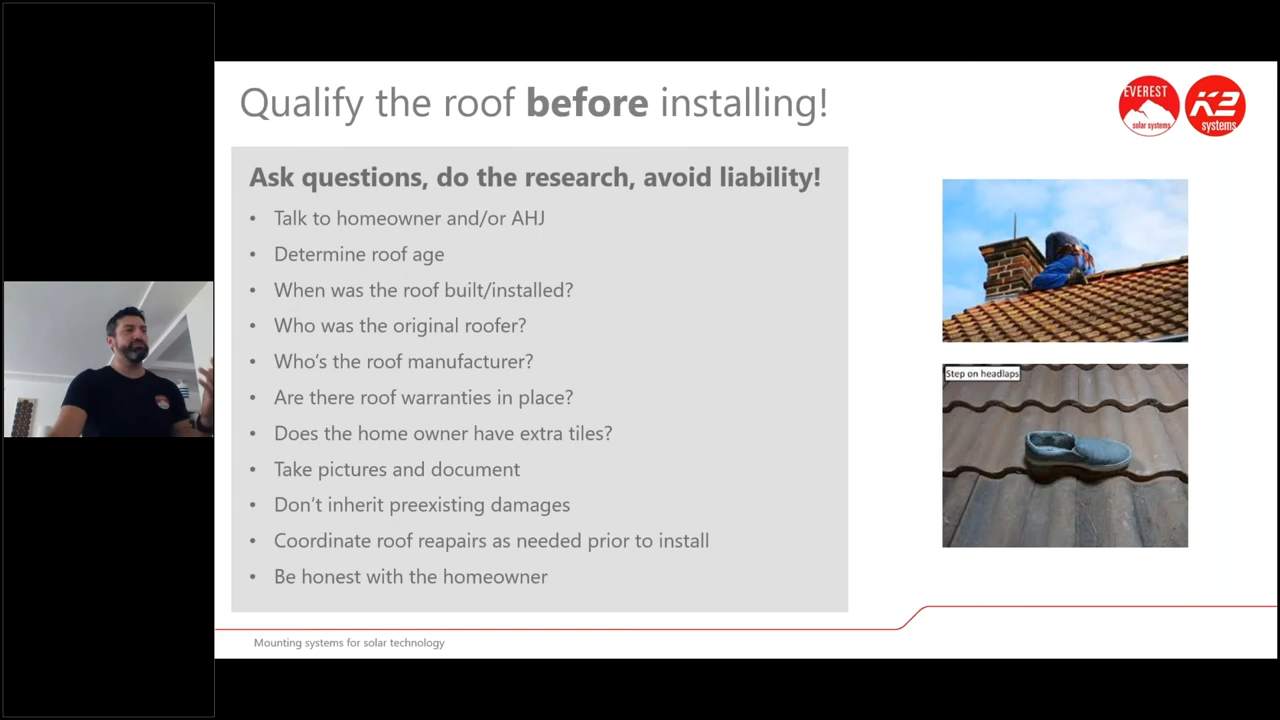 Qualify the roof before installing!
EVEREST
solar systems
K2
systems
Ask questions, do the research, avoid liability!
• Talk to homeowner and/or AHJ
• Determine roof age
• When was the roof built/installed?
• Who was the original roofer?
• Who's the roof manufacturer?
• Are there roof warranties in place?
• Does the home owner have extra tiles?
• Take pictures and document
• Don't inherit preexisting damages
• Coordinate roof reapairs as needed prior to install
• Be honest with the homeowner
Step on headlaps
Mounting systems for solar technology